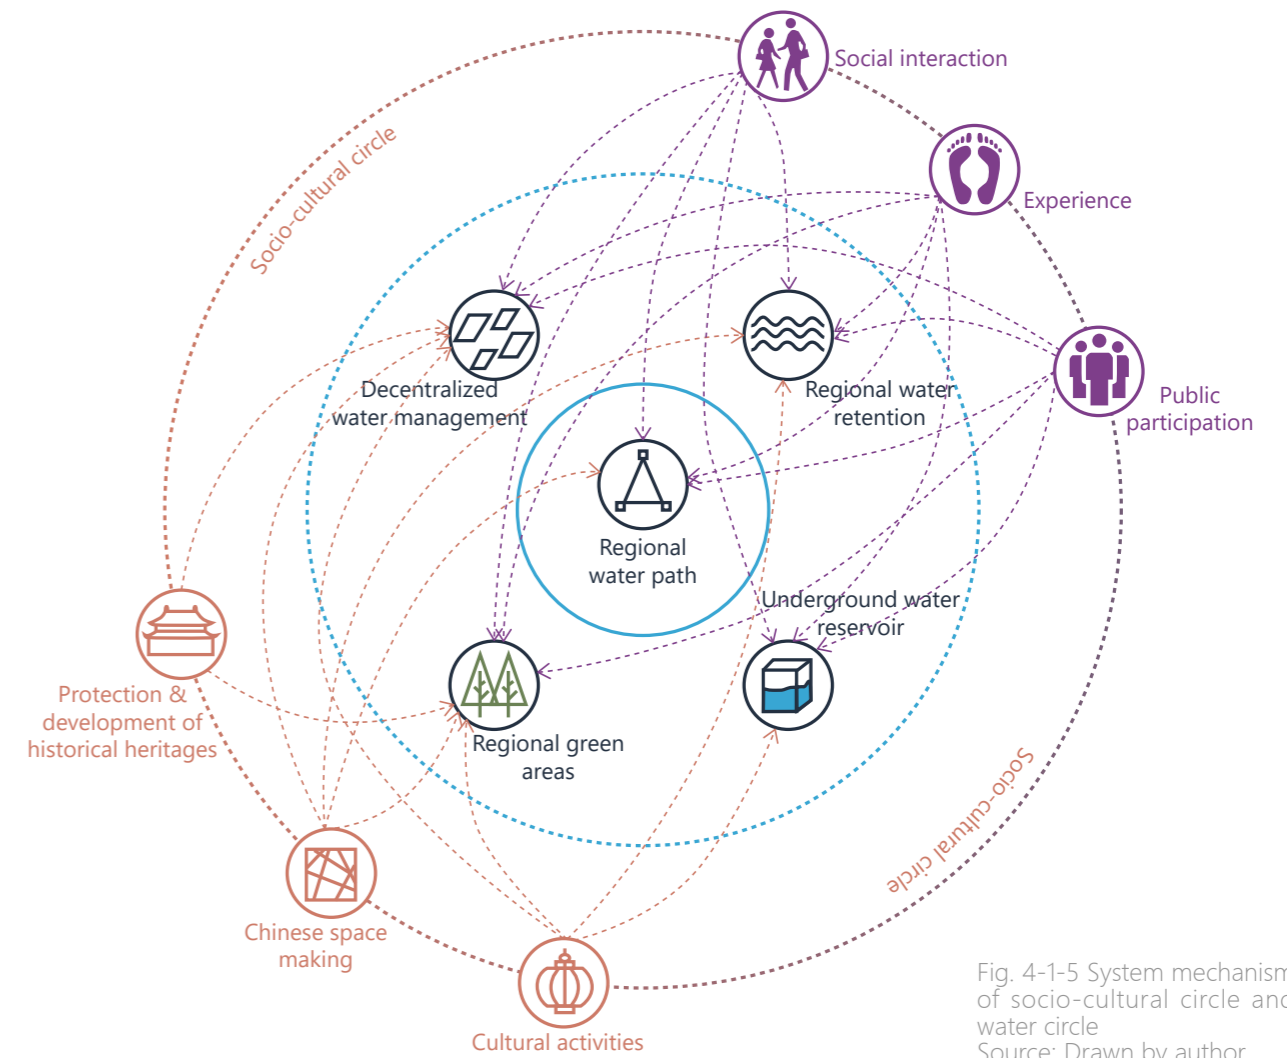 Social interaction
Socio-cultural circle
Experience
Decentralized
water management
Regional water
retention
Public
participation
Regional
water path
Underground water
reservoir
Protection &
development of
historical heritages
Regional green
areas
Socio-cultural circle
Chinese space
making
Cultural activities
Fig. 4-1-5 System mechanism
of socio-cultural circle and
water circle
Source: Drawn by author